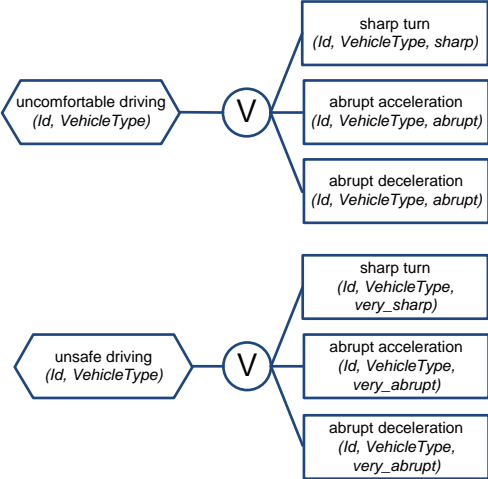 sharp turn
(Id, VehicleType, sharp)
uncomfortable driving
(Id, VehicleType)
V
abrupt acceleration
(Id, VehicleType, abrupt)
abrupt deceleration
(Id, VehicleType, abrupt)
sharp turn
(Id, VehicleType,
very_sharp)
unsafe driving
(Id, VehicleType)
V
abrupt acceleration
(Id, VehicleType,
very_abrupt)
abrupt deceleration
(Id, VehicleType,
very_abrupt)